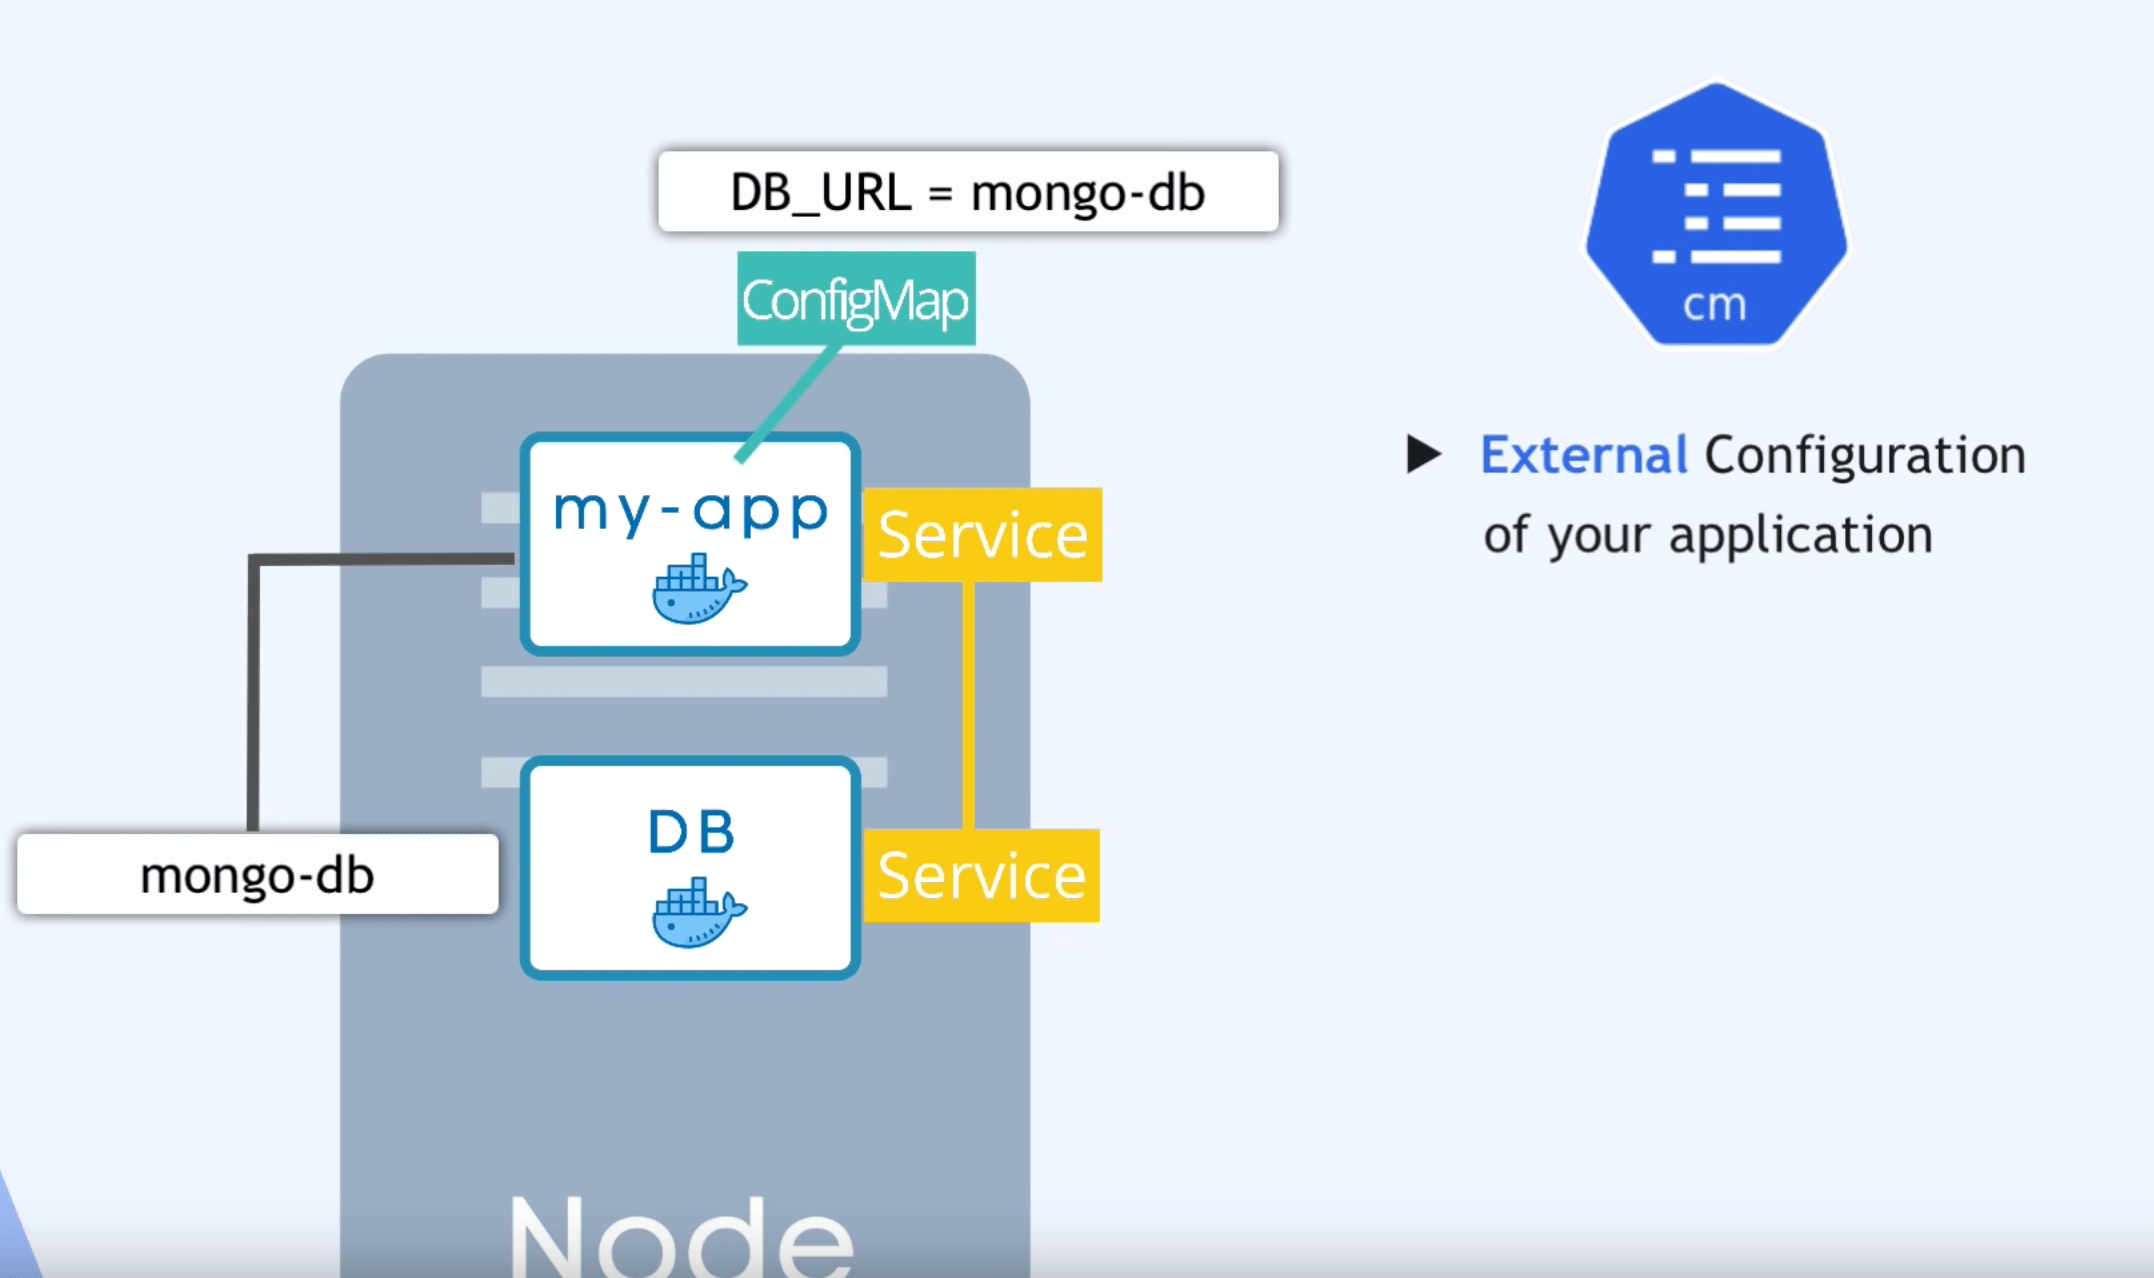 DB_URL = mongo-db
ConfigMap
cm
External Configuration
of your application
my-app
Service
mongo-db
DB
Service
Node